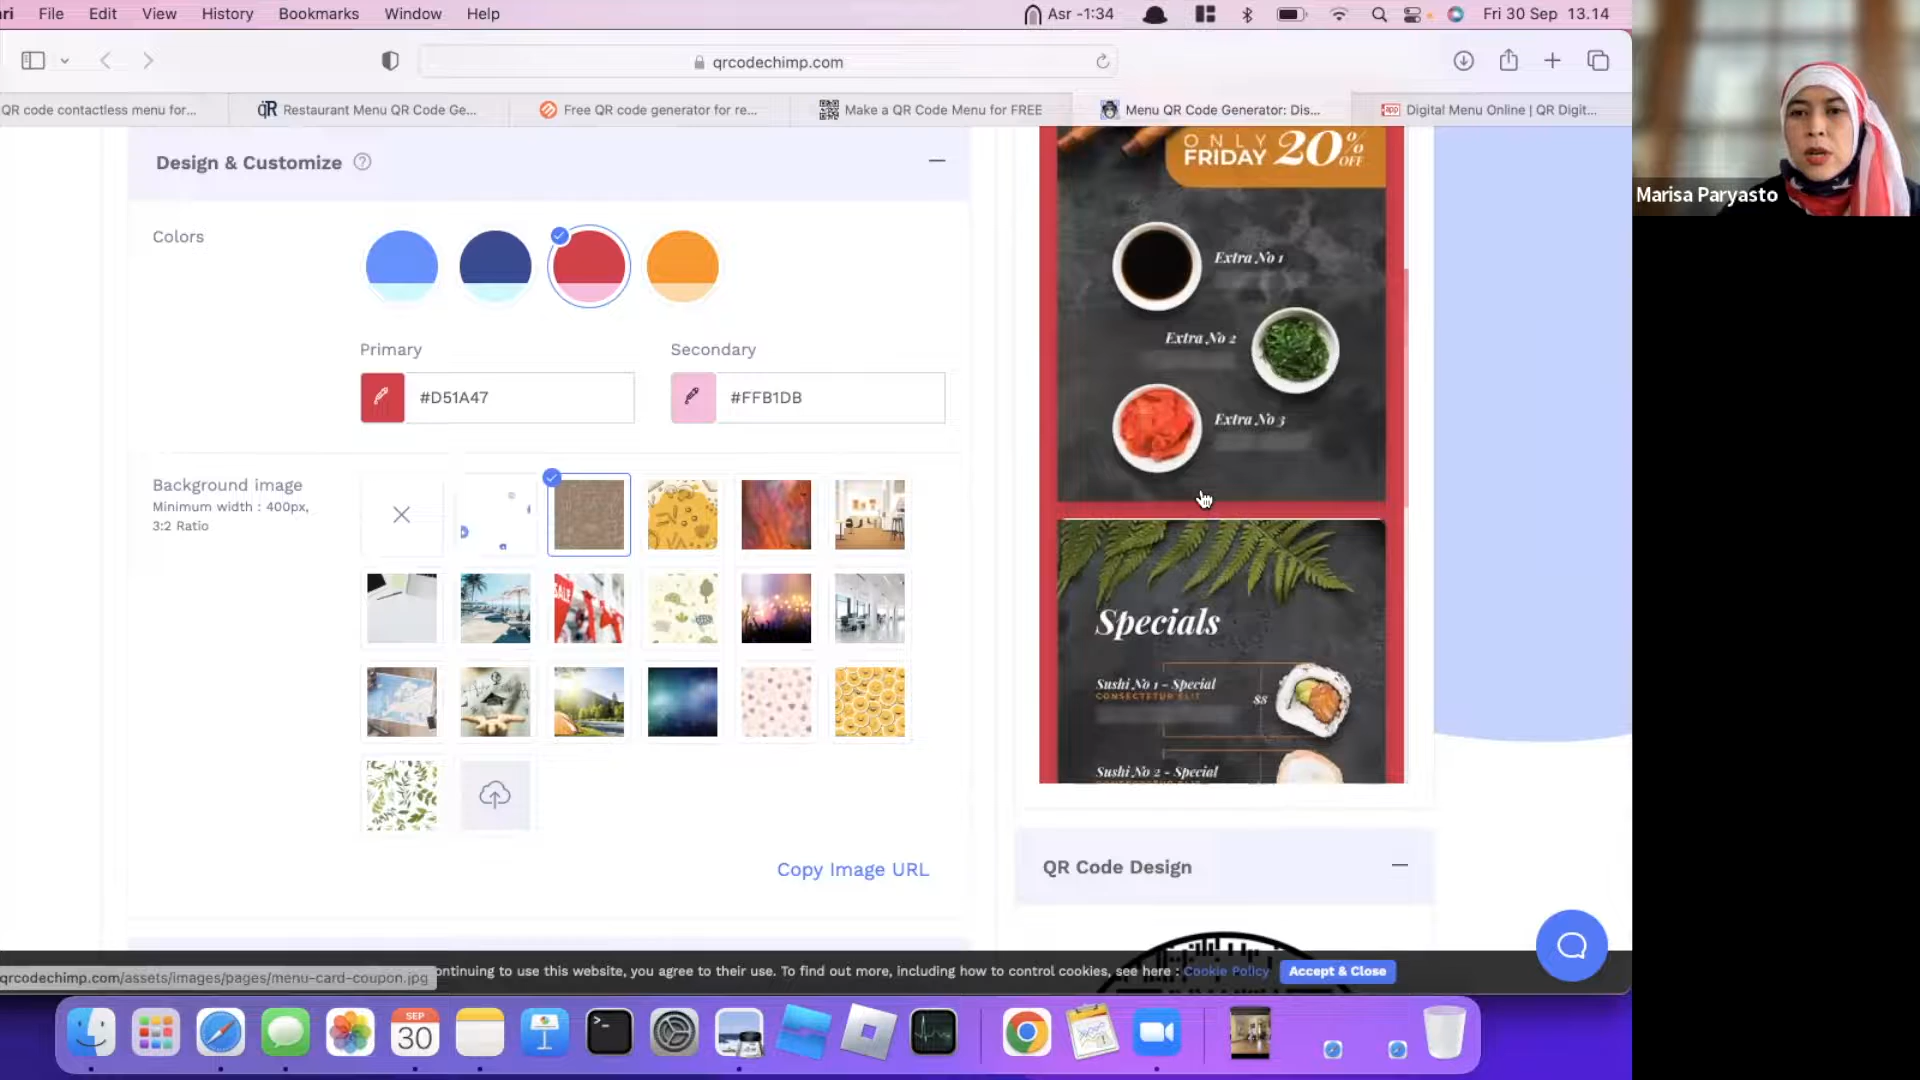 ri File Edit View History Bookmarks Window Help Asr -1:34 Fri 30 Sep 13.14
qrcodechimp.com
QR code contactless menu for... Restaurant Menu QR Code Ge... Free QR code generator for re... Make a QR Code Menu for FREE Menu QR Code Generator: Dis... Digital Menu Online | QR Digit...
Design & Customize ?
Colors
Primary Secondary
#D51A47 #FFB1DB
Background image
Minimum width : 400px,
3:2 Ratio
SALE
Copy Image URL
ONLY
FRIDAY 20% OFF
Extra No 1
Extra No 2
Extra No 3
Specials
Sushi No 1 - Special
CONSECTETUR ELIT
$8
Sushi No 2 - Special
QR Code Design
Marisa Paryasto
qrcodechimp.com/assets/images/pages/menu-card-coupon.jpg
ontinuing to use this website, you agree to their use. To find out more, including how to control cookies, see here : Cookie Policy Accept & Close
SEP
30